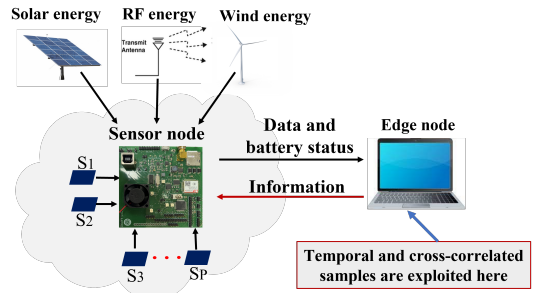 Solar energy
RF energy
Wind energy
Transmit
Antenna
Sensor node
Data and
battery status
Edge node
S1
S2
Information
S3
SP
Temporal and cross-correlated
samples are exploited here